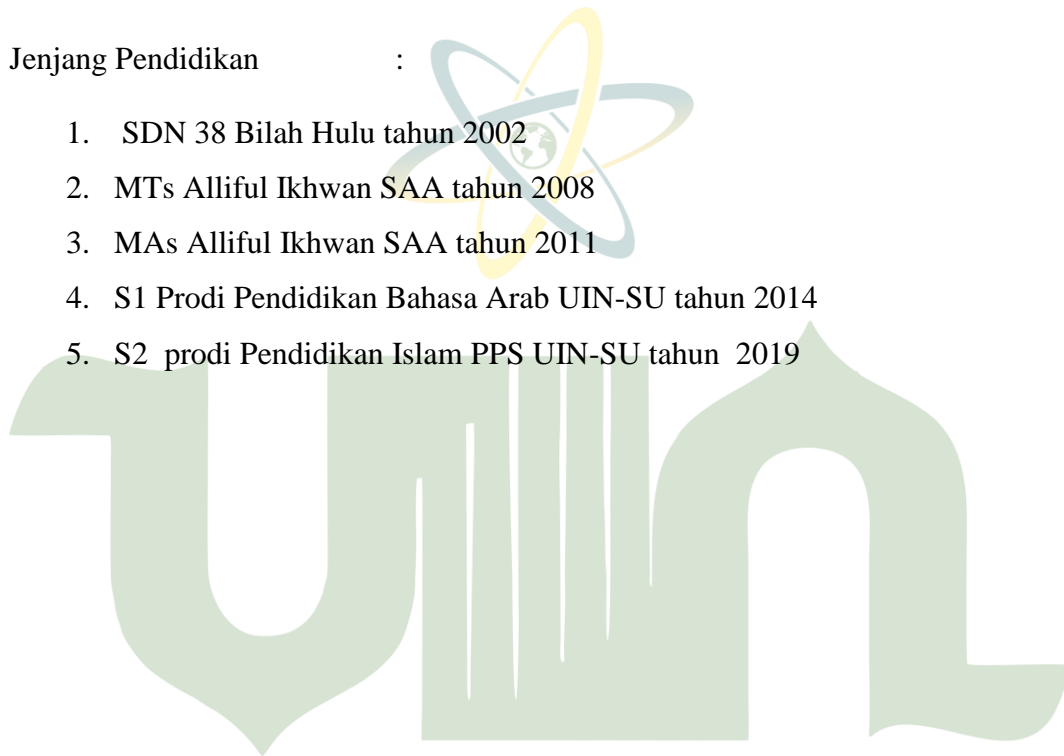 Jenjang Pendidikan :
1. SDN 38 Bilah Hulu tahun 2002
2. MTs Alliful Ikhwan SAA tahun 2008
3. MAs Alliful Ikhwan SAA tahun 2011
4. S1 Prodi Pendidikan Bahasa Arab UIN-SU tahun 2014
5. S2 prodi Pendidikan Islam PPS UIN-SU tahun 2019